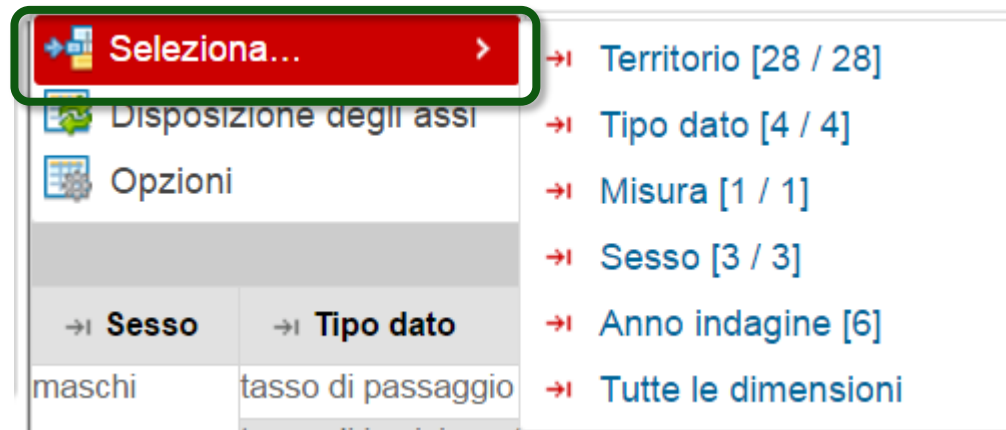 Seleziona...
Disposizione degli assi
Opzioni
Territorio [28 / 28]
Tipo dato [4 / 4]
Misura [1 / 1]
Sesso [3 / 3]
Anno indagine [6]
Tutte le dimensioni
Sesso Tipo dato
maschi tasso di passaggio